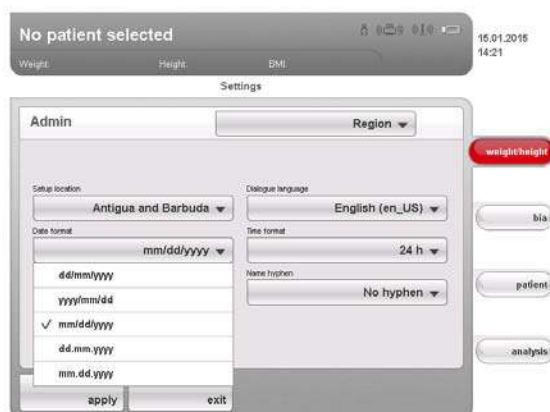 No patient selected
Weight: Height: BMI:
15.01.2015
14:21
Settings
Admin
Region
weight/height
Setup location
Dialogue language
Antigua and Barbuda
English (en_US)
bia
Date format
Time format
mm/dd/yyyy
24 h
dd/mm/yyyy
Name hyphen
yyyy/mm/dd
No hyphen
patient
mm/dd/yyyy
dd.mm.yyyy
mm.dd.yyyy
analysis
apply
exit